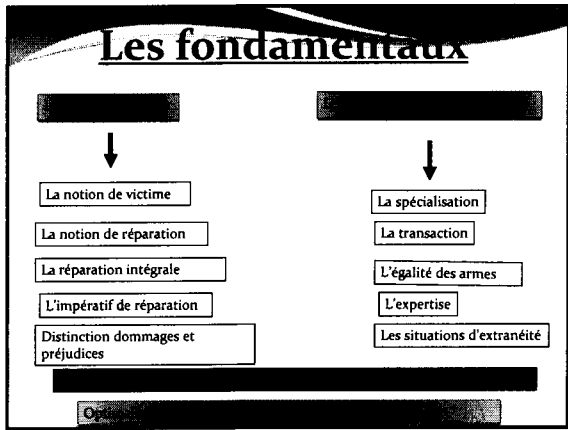 Les fondamentaux
La notion de victime
La notion de réparation
La réparation intégrale
L'impératif de réparation
Distinction dommages et
préjudices
La spécialisation
La transaction
L'égalité des armes
L'expertise
Les situations d'extranéité